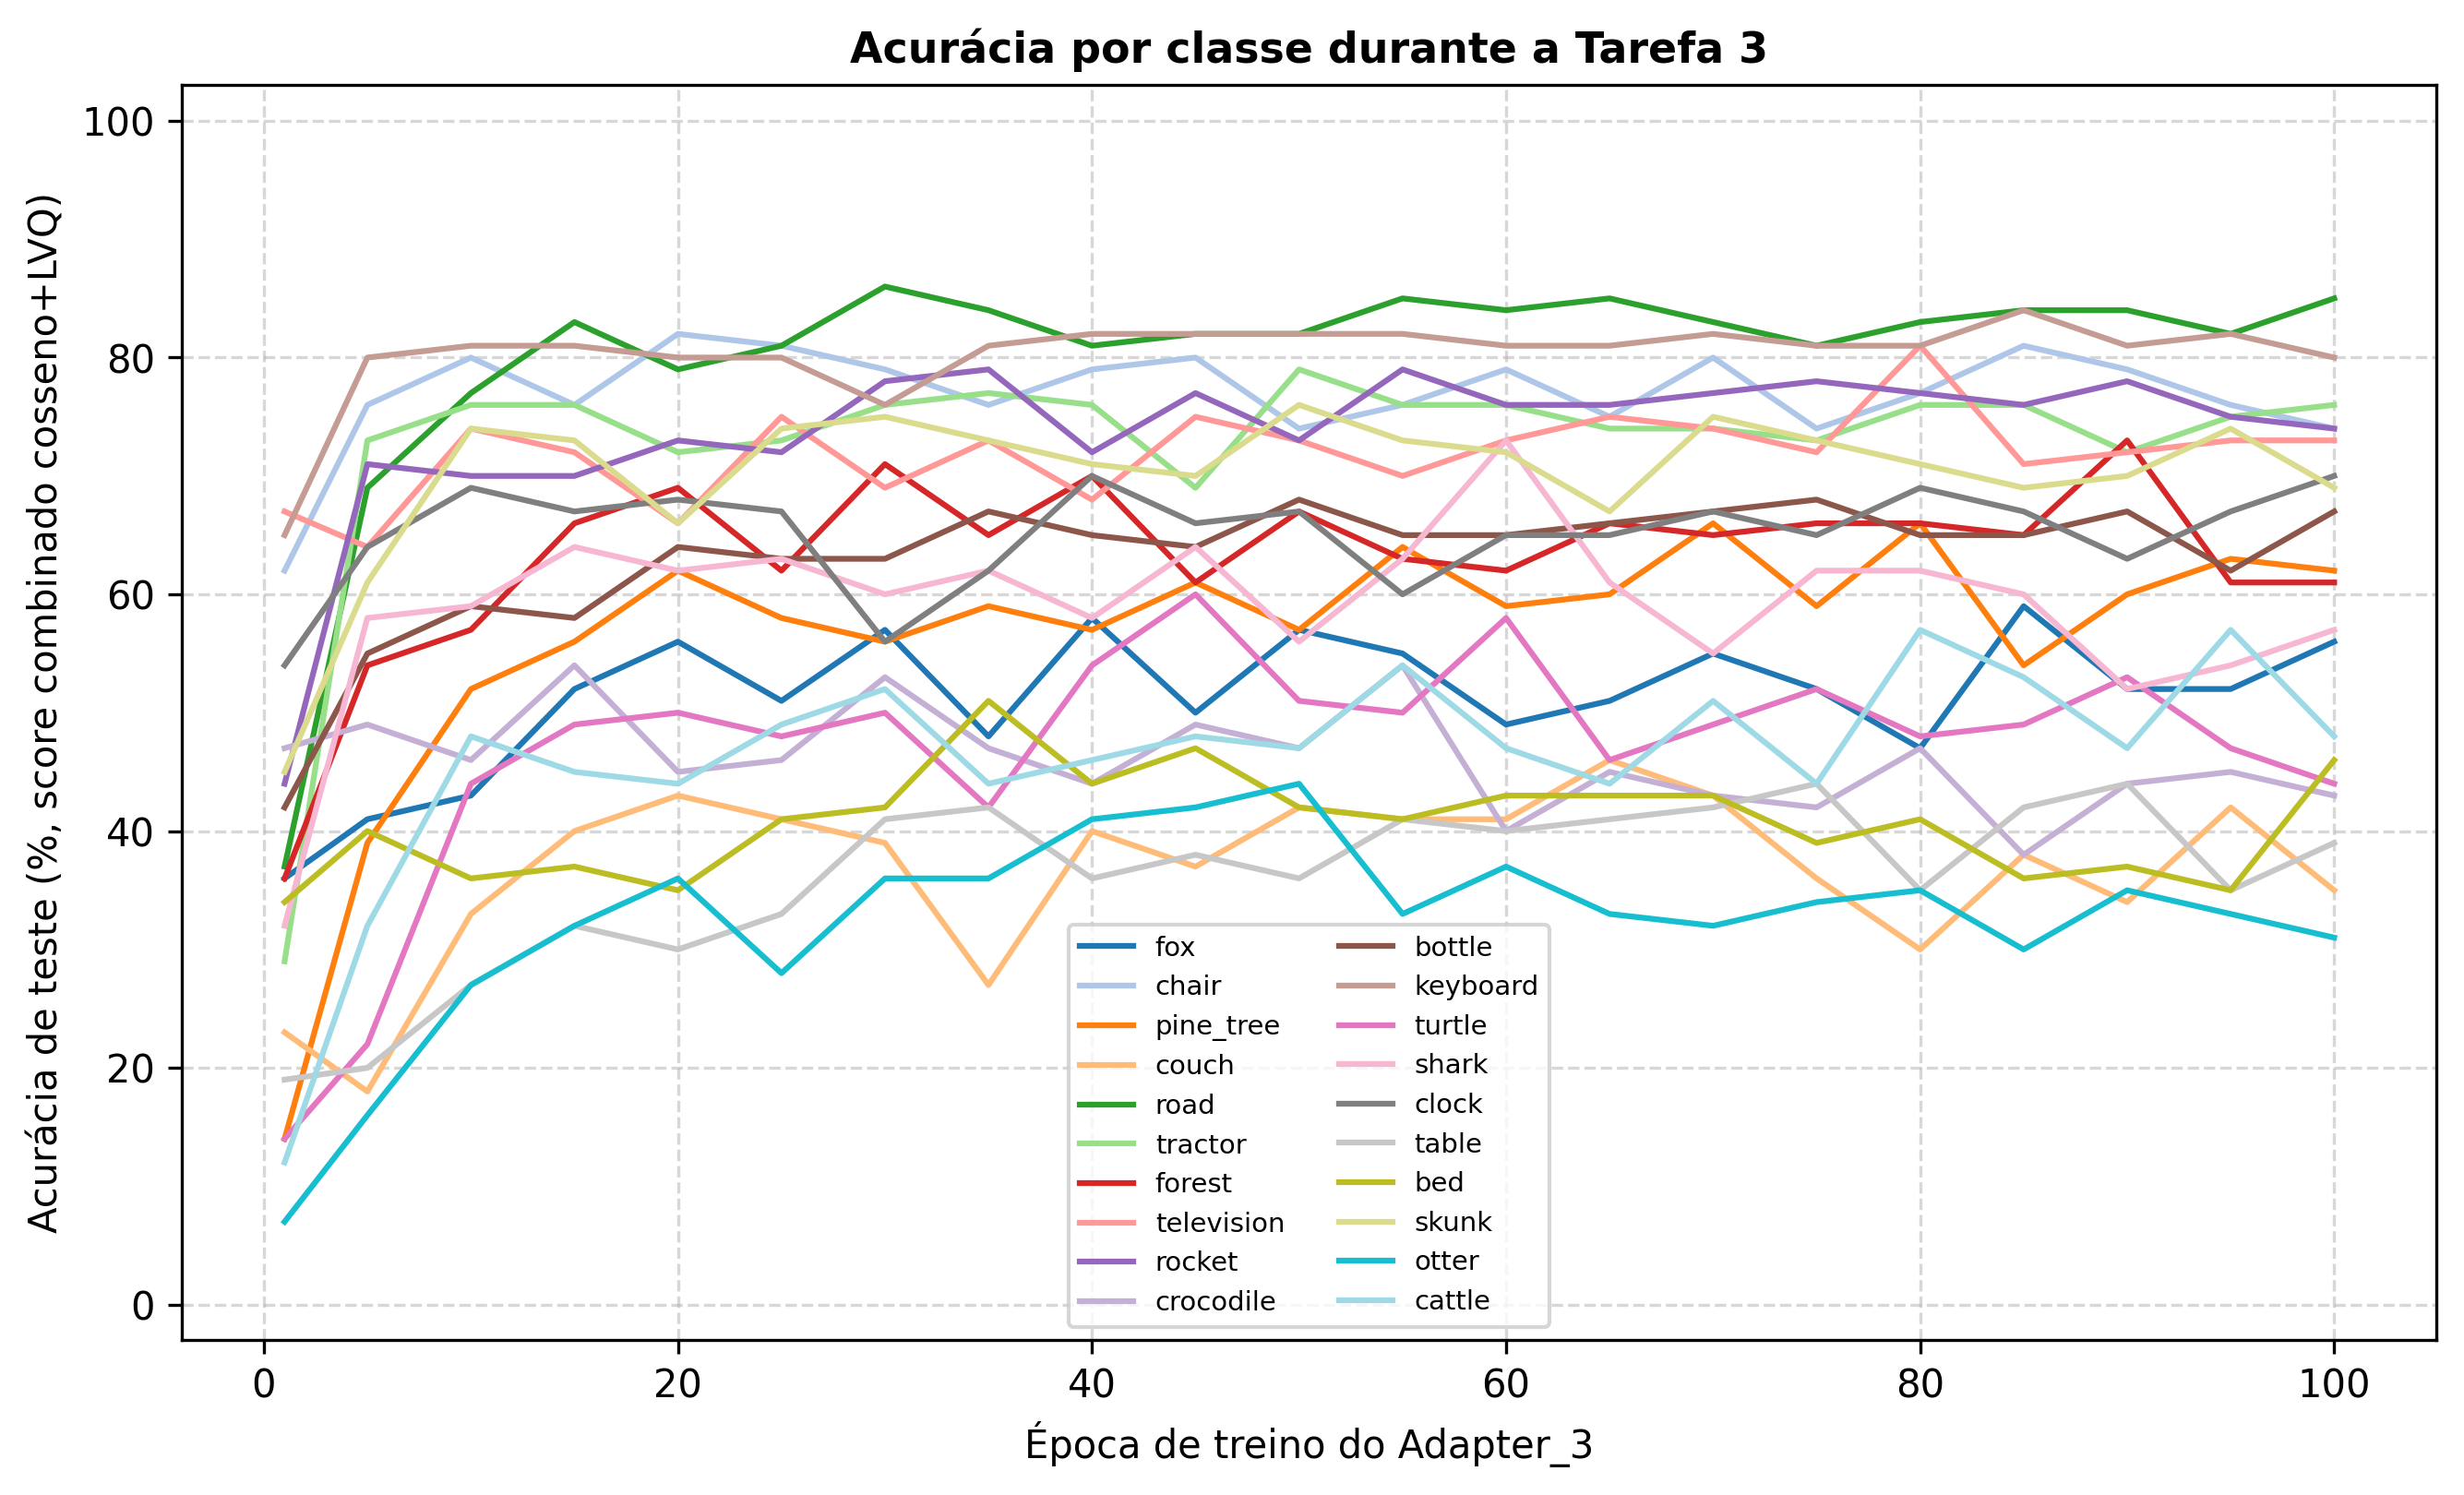 Acurácia por classe durante a Tarefa 3
Acurácia de teste (%, score combinado cosseno+LVQ)
100
80
60
40
20
0
fox
chair
pine_tree
couch
road
tractor
forest
television
rocket
crocodile
bottle
keyboard
turtle
shark
clock
table
bed
skunk
otter
cattle
0 20 40 60 80 100
Época de treino do Adapter_3